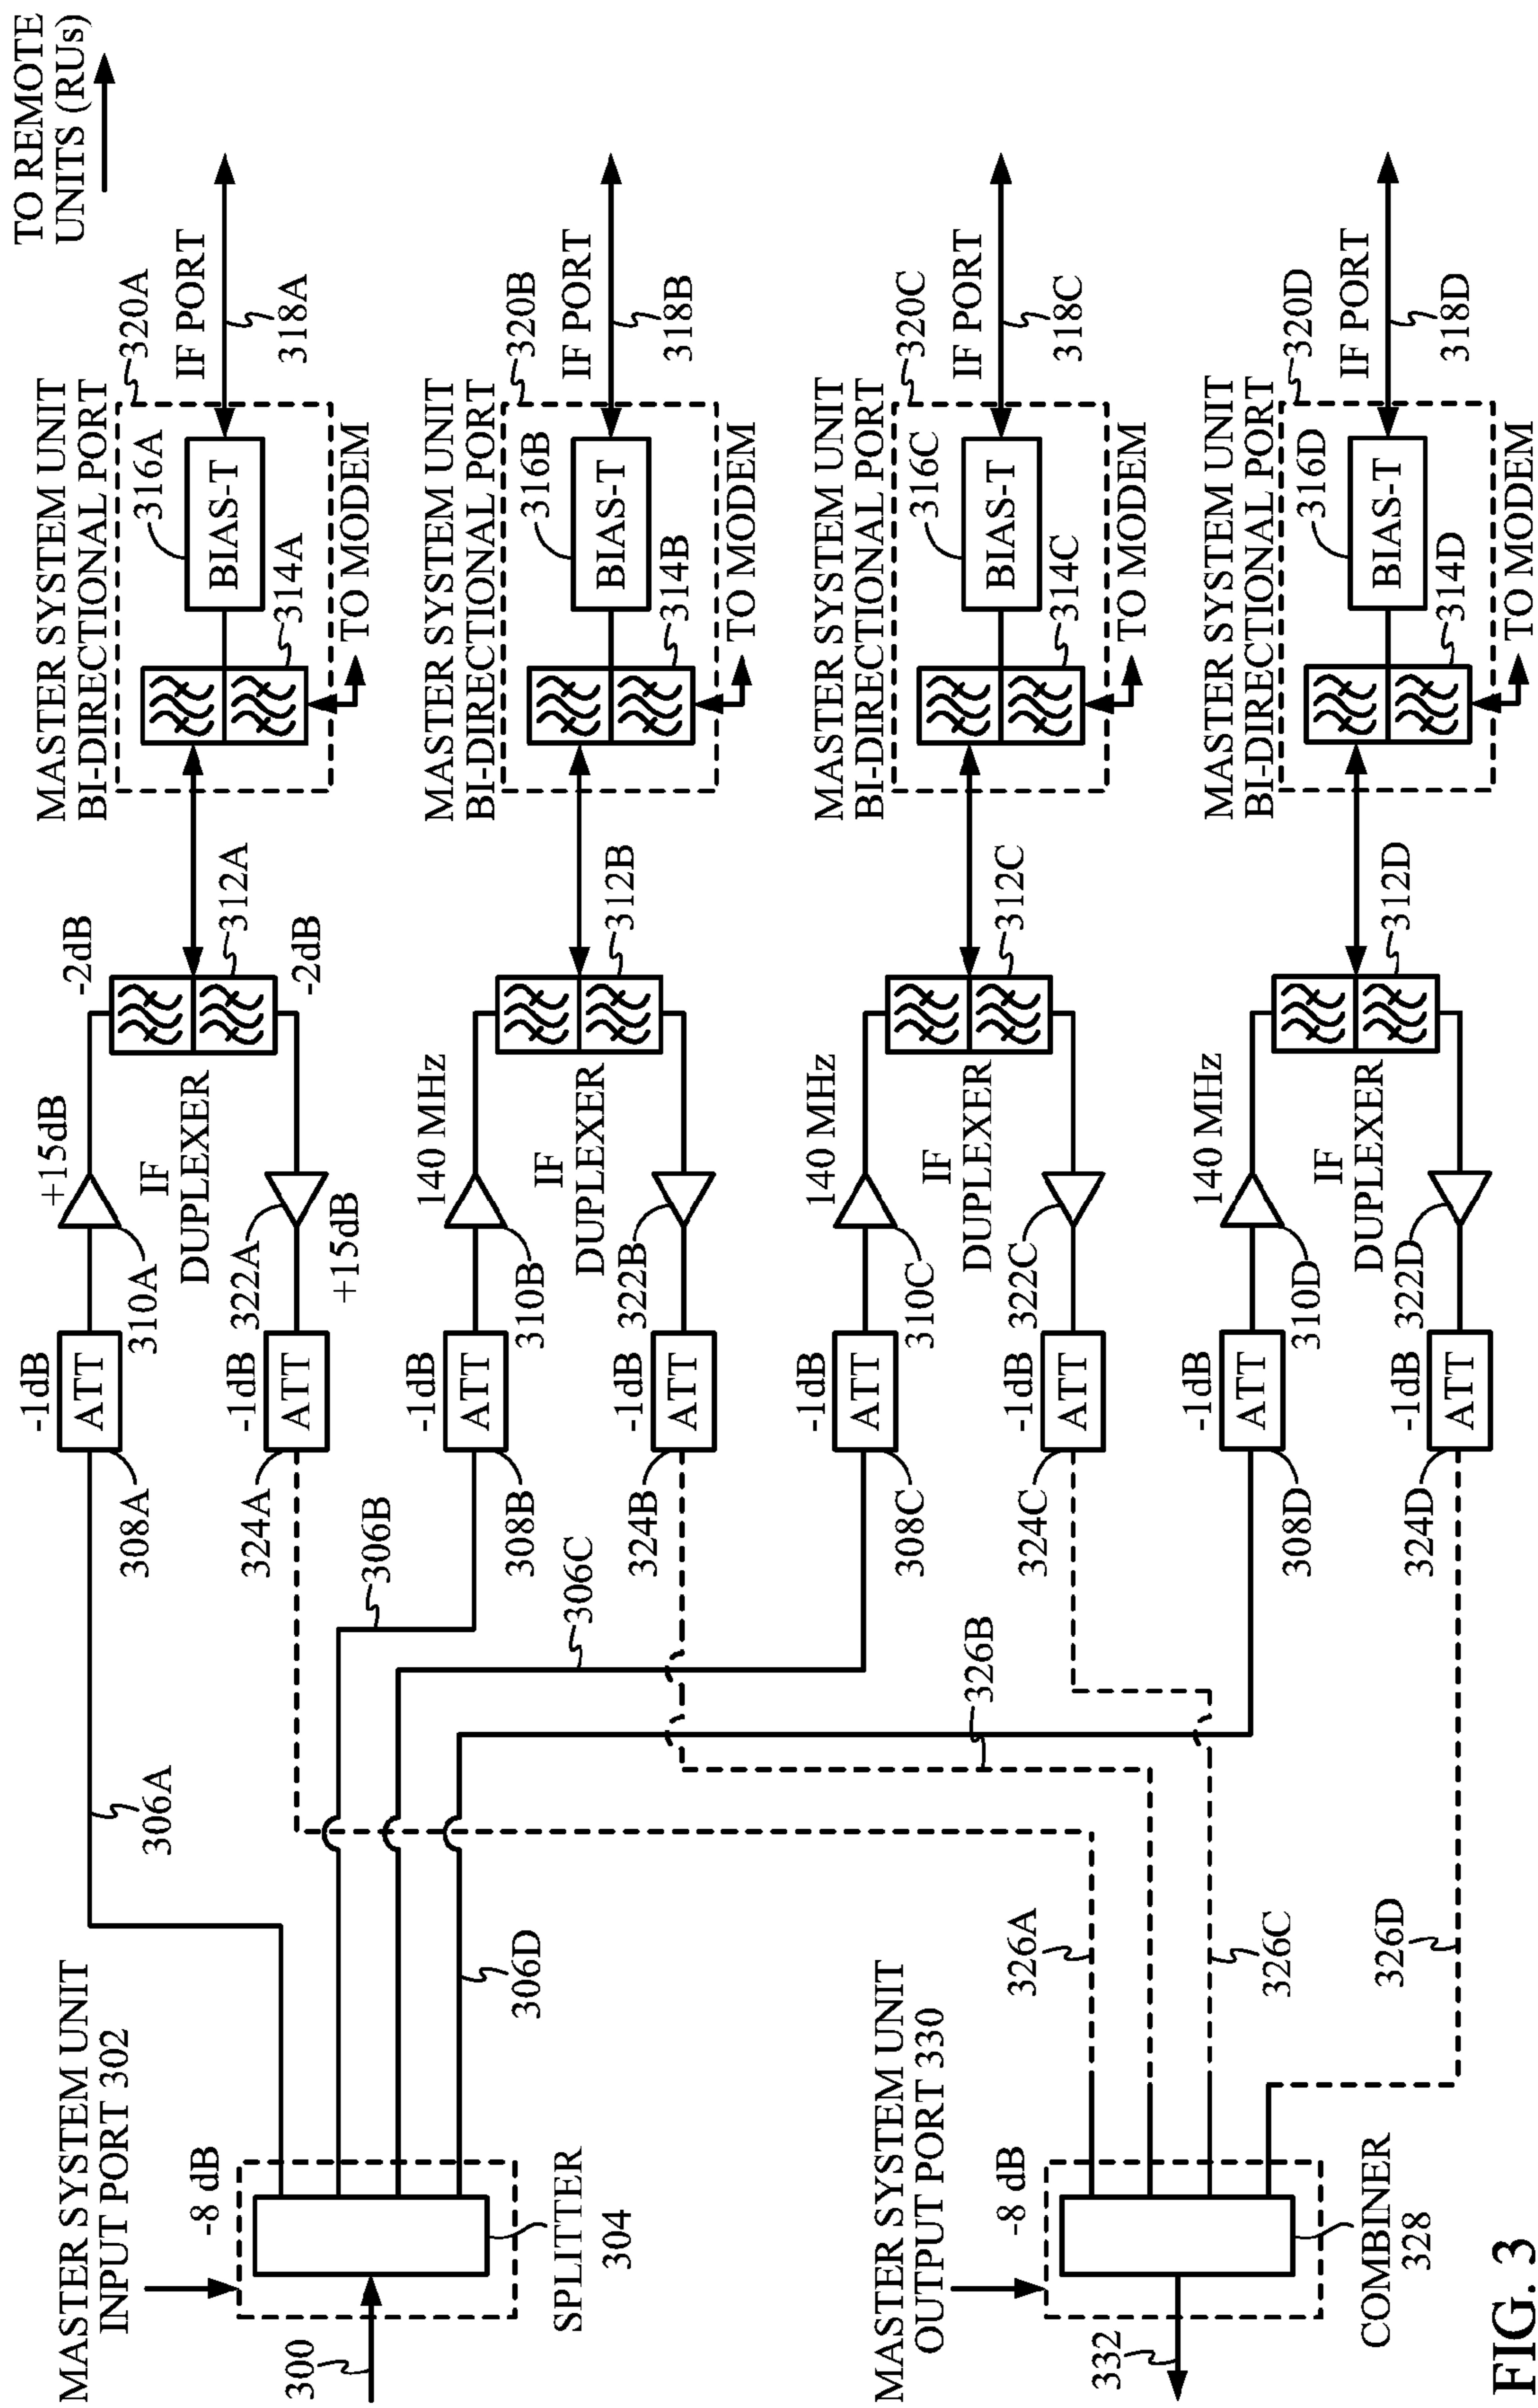 TO REMOTE
UNITS (RUs)
MASTER SYSTEM UNIT
BI-DIRECTIONAL PORT
320A
IF PORT
318A
316A
BIAS-T
314A
TO MODEM
-2dB
312A
-2dB
+15dB
310A
IF
DUPLEXER
322A
+15dB
-1dB
ATT
308A
-1dB
ATT
324A
306A
MASTER SYSTEM UNIT
BI-DIRECTIONAL PORT
320B
IF PORT
318B
316B
BIAS-T
314B
TO MODEM
312B
140 MHz
310B
IF
DUPLEXER
322B
-1dB
ATT
308B
-1dB
ATT
324B
306B
306C
MASTER SYSTEM UNIT
BI-DIRECTIONAL PORT
320C
IF PORT
318C
316C
BIAS-T
314C
TO MODEM
312C
140 MHz
310C
IF
DUPLEXER
322C
-1dB
ATT
308C
-1dB
ATT
324C
326B
MASTER SYSTEM UNIT
BI-DIRECTIONAL PORT
320D
IF PORT
318D
316D
BIAS-T
314D
TO MODEM
312D
140 MHz
310D
IF
DUPLEXER
322D
-1dB
ATT
308D
-1dB
ATT
324D
306D
326A
326C
326D
MASTER SYSTEM UNIT
INPUT PORT 302
-8 dB
300
SPLITTER
304
MASTER SYSTEM UNIT
OUTPUT PORT 330
-8 dB
332
COMBINER
328
FIG. 3